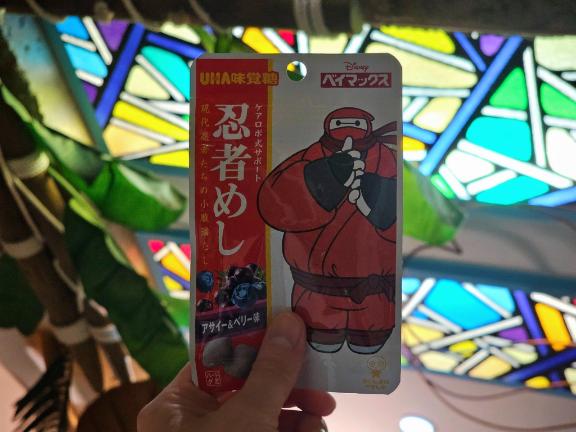 UHA味覚糖
Disney
ベイマックス
ケアロボ式サポート
忍者めし
現代忍者たちの小腹満たし
アサイー&ベリー味